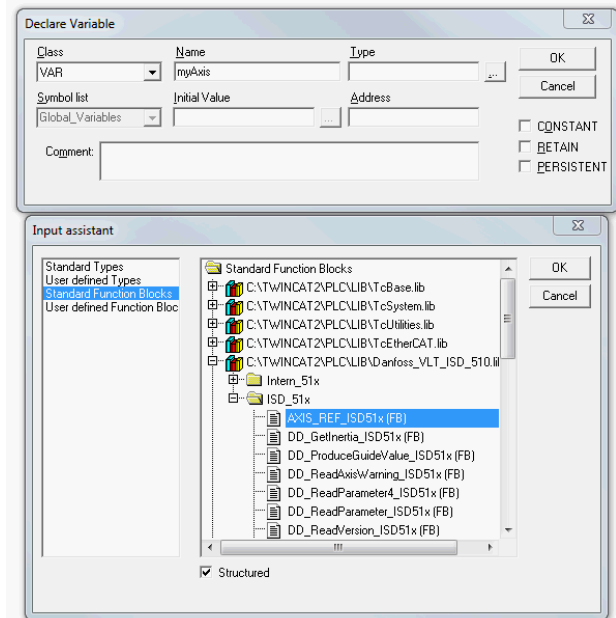 Declare Variable
Class Name Type
VAR myAxis ... OK
Cancel
Symbol list Initial Value Address
Global_Variables ...
CONSTANT
RETAIN
PERSISTENT
Comment:
Input assistant
Standard Types
User defined Types
Standard Function Blocks
User defined Function Bloc
Standard Function Blocks
C:\TWINCAT2\PLC\LIB\TcBase.lib
C:\TWINCAT2\PLC\LIB\TcSystem.lib
C:\TWINCAT2\PLC\LIB\TcUtilities.lib
C:\TWINCAT2\PLC\LIB\TcEtherCAT.lib
C:\TWINCAT2\PLC\LIB\Danfoss_VLT_ISD_510.li
Intern_51x
ISD_51x
AXIS_REF_ISD51x (FB)
DD_GetInertia_ISD51x (FB)
DD_ProduceGuideValue_ISD51x (FB)
DD_ReadAxisWarning_ISD51x (FB)
DD_ReadParameter4_ISD51x (FB)
DD_ReadParameter_ISD51x (FB)
DD_ReadVersion_ISD51x (FB)
OK
Cancel
Structured